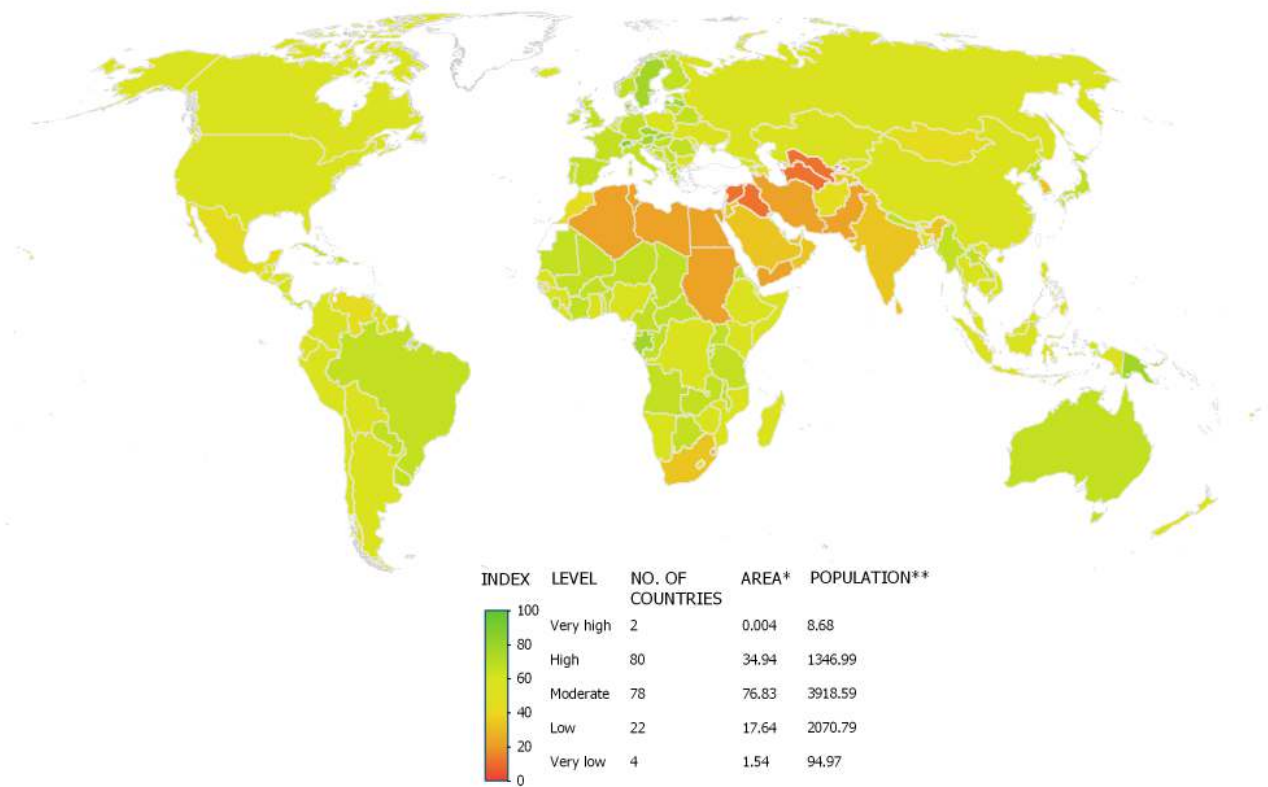 INDEX LEVEL NO. OF COUNTRIES AREA* POPULATION**
100
Very high 2 0.004 8.68
80
High 80 34.94 1346.99
60
Moderate 78 76.83 3918.59
40
Low 22 17.64 2070.79
20
Very low 4 1.54 94.97
0